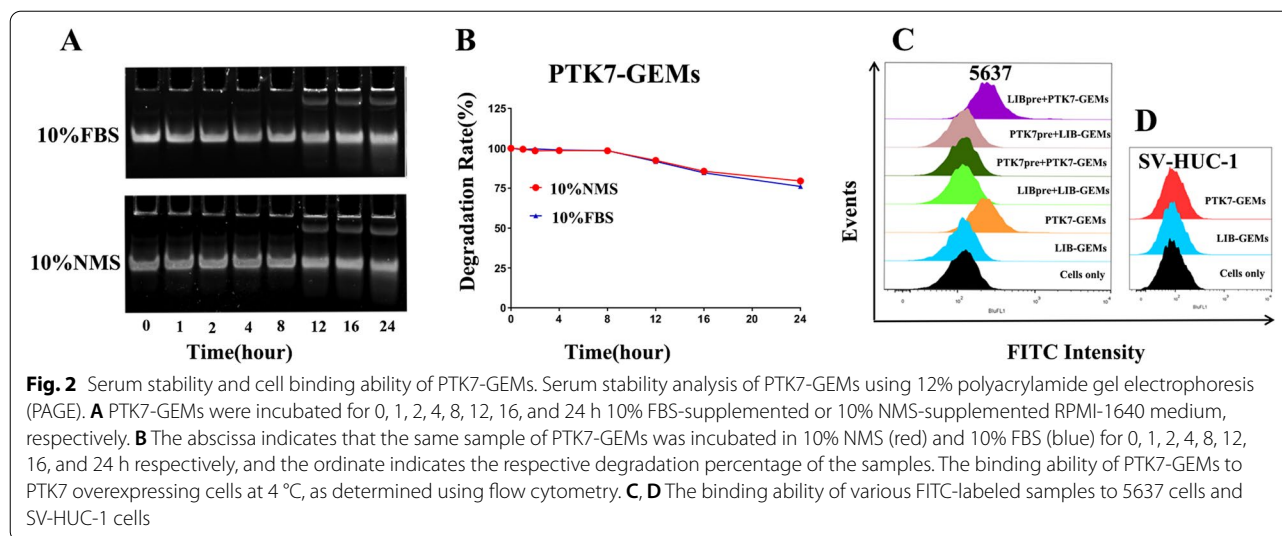 A
10%FBS
10%NMS
0 1 2 4 8 12 16 24
Time(hour)
B
PTK7-GEMs
Degradation Rate(%)
125
100
75
50
25
0
10%NMS
10%FBS
0 4 8 12 16 20 24
Time(hour)
C
5637
Events
LIBpre+PTK7-GEMs
PTK7pre+LIB-GEMs
PTK7pre+PTK7-GEMs
LIBpre+LIB-GEMs
PTK7-GEMs
LIB-GEMs
Cells only
0 10² 10³ 10⁴
BluFL1
D
SV-HUC-1
PTK7-GEMs
LIB-GEMs
Cells only
0 10² 10³ 10⁴
BluFL1
FITC Intensity
Fig. 2 Serum stability and cell binding ability of PTK7-GEMs. Serum stability analysis of PTK7-GEMs using 12% polyacrylamide gel electrophoresis
(PAGE). A PTK7-GEMs were incubated for 0, 1, 2, 4, 8, 12, 16, and 24 h 10% FBS-supplemented or 10% NMS-supplemented RPMI-1640 medium,
respectively. B The abscissa indicates that the same sample of PTK7-GEMs was incubated in 10% NMS (red) and 10% FBS (blue) for 0, 1, 2, 4, 8, 12,
16, and 24 h respectively, and the ordinate indicates the respective degradation percentage of the samples. The binding ability of PTK7-GEMs to
PTK7 overexpressing cells at 4 °C, as determined using flow cytometry. C, D The binding ability of various FITC-labeled samples to 5637 cells and
SV-HUC-1 cells